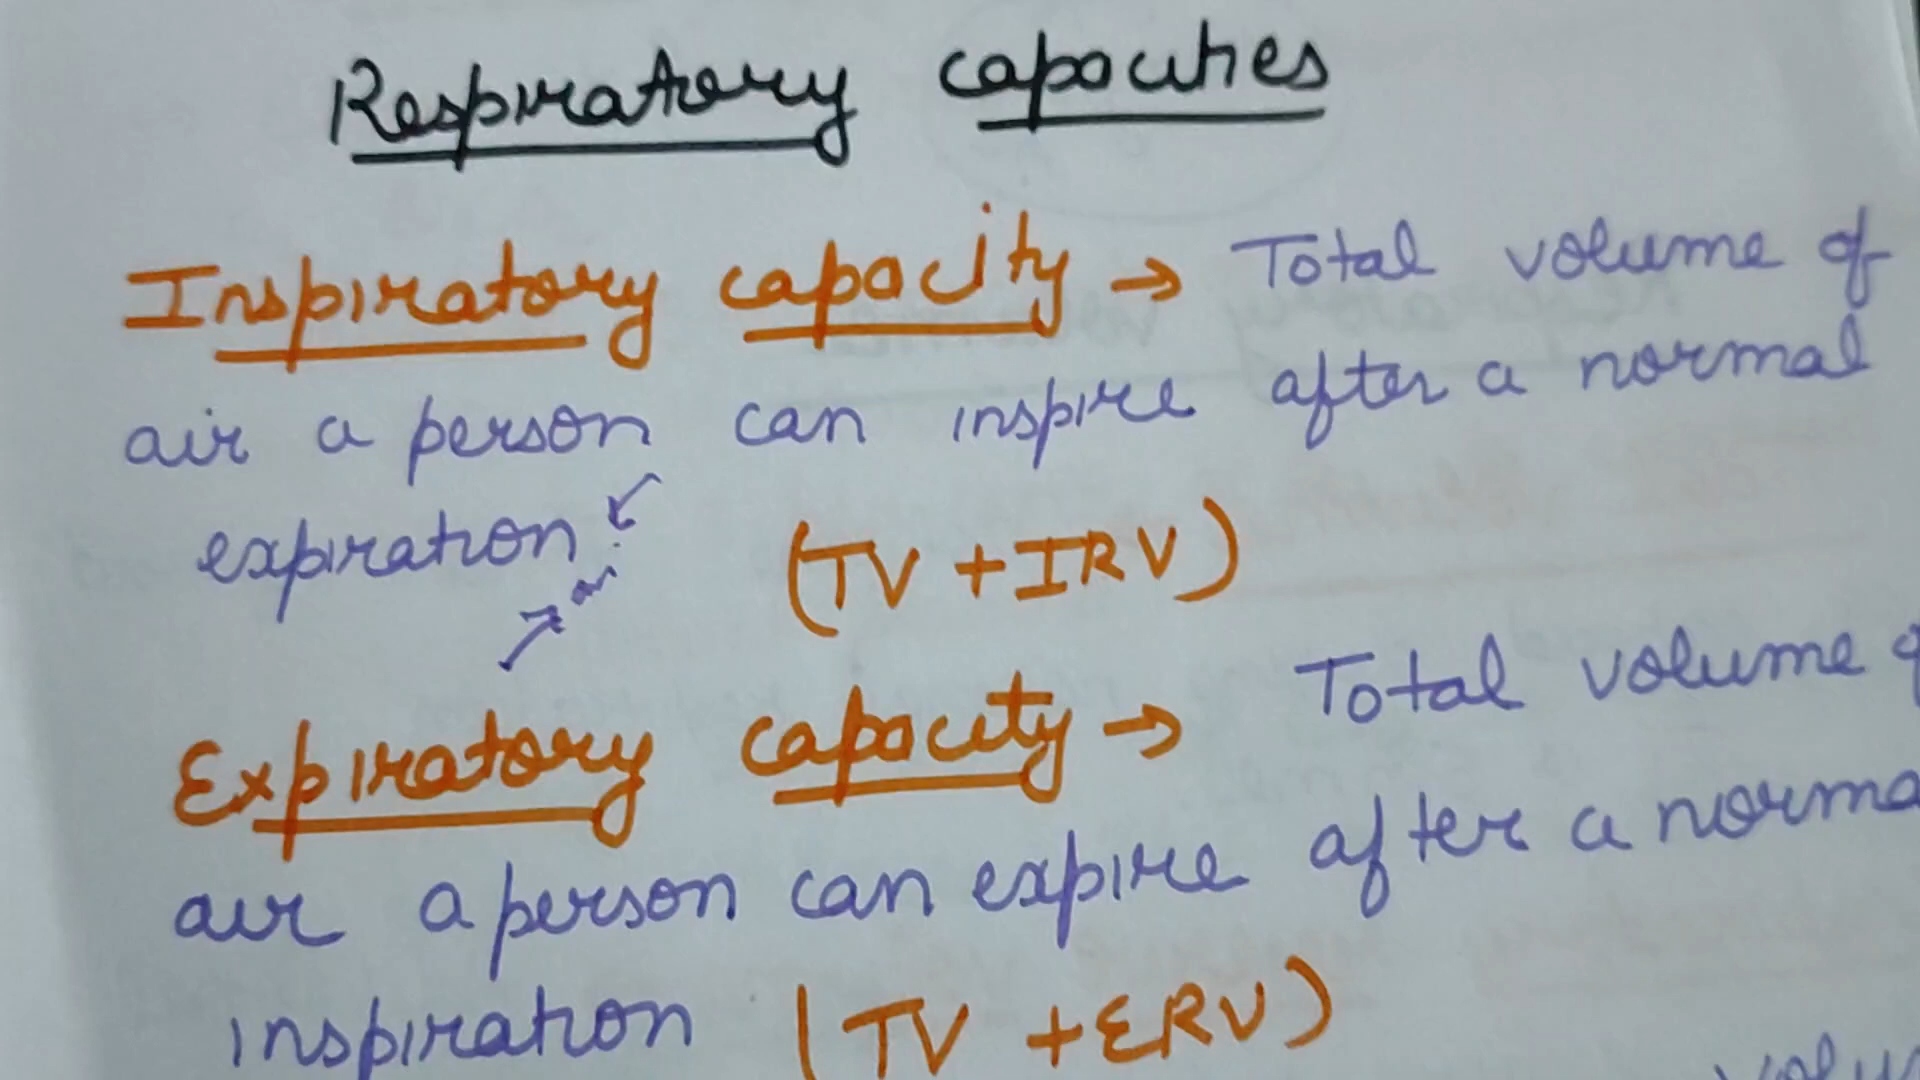 Respiratory capacities
Inspiratory capacity → Total volume of
air a person can inspire after a normal
expiration
(TV + IRV)
Expiratory capacity → Total volume
air a person can expire after a norma
inspiration (TV + ERV)